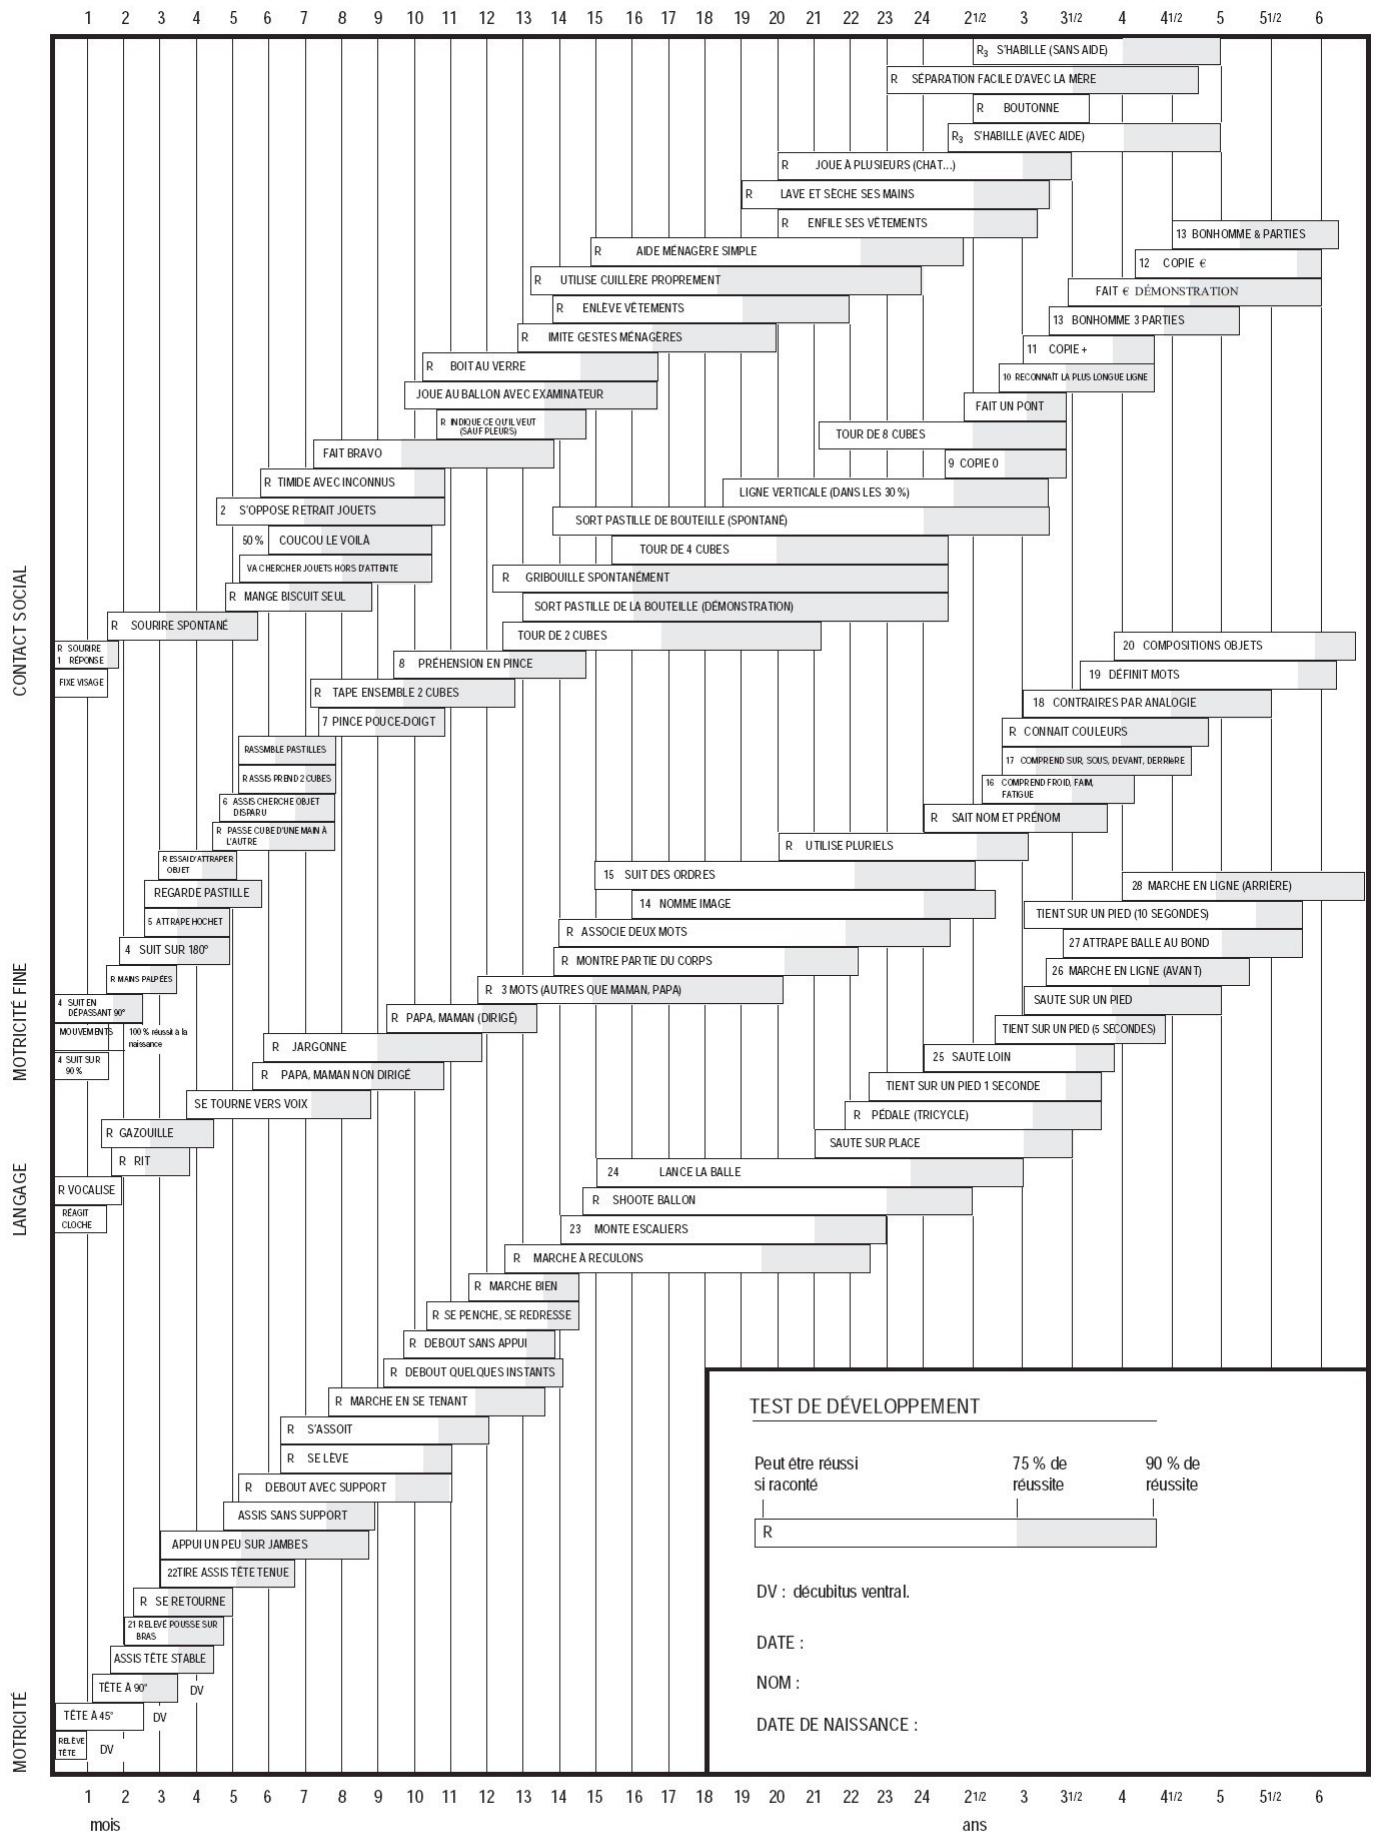 1 2 3 4 5 6 7 8 9 10 11 12 13 14 15 16 17 18 19 20 21 22 23 24 2 1/2 3 3 1/2 4 4 1/2 5 5 1/2 6
R3 S'HABILLE (SANS AIDE)
R SÉPARATION FACILE D'AVEC LA MÈRE
R BOUTONNE
R3 S'HABILLE (AVEC AIDE)
R JOUE À PLUSIEURS (CHAT...)
R LAVE ET SÈCHE SES MAINS
R ENFILE SES VÊTEMENTS
R AIDE MÉNAGÈRE SIMPLE
R UTILISE CUILLÈRE PROPREMENT
R ENLÈVE VÊTEMENTS
R IMITE GESTES MÉNAGÈRES
R BOIT AU VERRE
JOUE AU BALLON AVEC EXAMINATEUR
R INDIQUE CE QU'IL VEUT
(SAUF PLEURS)
FAIT BRAVO
R TIMIDE AVEC INCONNUS
2 S'OPPOSE RETRAIT JOUETS
50 % COUCOU LE VOILÀ
VA CHERCHER JOUETS HORS D'ATTENTE
R MANGE BISCUIT SEUL
R SOURIRE SPONTANÉ
R SOURIRE
1 RÉPONSE
FIXE VISAGE
CONTACT SOCIAL
13 BONHOMME & PARTIES
12 COPIE €
FAIT € DÉMONSTRATION
13 BONHOMME 3 PARTIES
11 COPIE +
10 RECONNAÎT LA PLUS LONGUE LIGNE
FAIT UN PONT
TOUR DE 8 CUBES
9 COPIE 0
LIGNE VERTICALE (DANS LES 30 %)
SORT PASTILLE DE BOUTEILLE (SPONTANÉ)
TOUR DE 4 CUBES
R GRIBOUILLE SPONTANÉMENT
SORT PASTILLE DE LA BOUTEILLE (DÉMONSTRATION)
TOUR DE 2 CUBES
8 PRÉHENSION EN PINCE
R TAPE ENSEMBLE 2 CUBES
7 PINCE POUCE-DOIGT
RASSMBLE PASTILLES
R ASSIS PREND 2 CUBES
6 ASSIS CHERCHE OBJET
DISPARU
R PASSE CUBE D'UNE MAIN À
L'AUTRE
R ESSAI D'ATTRAPER
OBJET
REGARDE PASTILLE
5 ATTRAPE HOCHET
4 SUIT SUR 180°
R MAINS PALPÉES
4 SUIT EN
DÉPASSANT 90°
MOUVEMENTS
100 % réussit à la
naissance
4 SUIT SUR
90 %
MOTRICITÉ FINE
20 COMPOSITIONS OBJETS
19 DÉFINIT MOTS
18 CONTRAIRES PAR ANALOGIE
R CONNAIT COULEURS
17 COMPREND SUR, SOUS, DEVANT, DERRIèRE
16 COMPREND FROID, FAIM,
FATIGUE
R SAIT NOM ET PRÉNOM
R UTILISE PLURIELS
15 SUIT DES ORDRES
14 NOMME IMAGE
R ASSOCIE DEUX MOTS
R MONTRE PARTIE DU CORPS
R 3 MOTS (AUTRES QUE MAMAN, PAPA)
R PAPA, MAMAN (DIRIGÉ)
R JARGONNE
R PAPA, MAMAN NON DIRIGÉ
SE TOURNE VERS VOIX
R GAZOUILLE
R RIT
R VOCALISE
RÉAGIT
CLOCHE
LANGAGE
28 MARCHE EN LIGNE (ARRIÈRE)
TIENT SUR UN PIED (10 SEGONDES)
27 ATTRAPE BALLE AU BOND
26 MARCHE EN LIGNE (AVANT)
SAUTE SUR UN PIED
TIENT SUR UN PIED (5 SECONDES)
25 SAUTE LOIN
TIENT SUR UN PIED 1 SECONDE
R PÉDALE (TRICYCLE)
SAUTE SUR PLACE
24 LANCE LA BALLE
R SHOOTE BALLON
23 MONTE ESCALIERS
R MARCHE À RECULONS
R MARCHE BIEN
R SE PENCHE, SE REDRESSE
R DEBOUT SANS APPUI
R DEBOUT QUELQUES INSTANTS
R MARCHE EN SE TENANT
R S'ASSOIT
R SE LÈVE
R DEBOUT AVEC SUPPORT
ASSIS SANS SUPPORT
APPUI UN PEU SUR JAMBES
22TIRE ASSIS TÊTE TENUE
R SE RETOURNE
21 RELEVÉ POUSSE SUR
BRAS
ASSIS TÊTE STABLE
TÊTE À 90° DV
TÊTE À 45° DV
RELÈVE
TÊTE DV
MOTRICITÉ
TEST DE DÉVELOPPEMENT
Peut être réussi
si raconté
75 % de
réussite
90 % de
réussite
R
DV : décubitus ventral.
DATE :
NOM :
DATE DE NAISSANCE :
1 2 3 4 5 6 7 8 9 10 11 12 13 14 15 16 17 18 19 20 21 22 23 24 2 1/2 3 3 1/2 4 4 1/2 5 5 1/2 6
mois ans